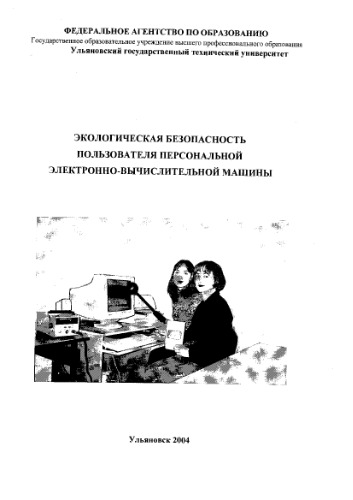 ФЕДЕРАЛЬНОЕ АГЕНТСТВО ПО ОБРАЗОВАНИЮ
Государственное образовательное учреждение высшего профессионального образования
Ульяновский государственный технический университет
ЭКОЛОГИЧЕСКАЯ БЕЗОПАСНОСТЬ
ПОЛЬЗОВАТЕЛЯ ПЕРСОНАЛЬНОЙ
ЭЛЕКТРОННО-ВЫЧИСЛИТЕЛЬНОЙ МАШИНЫ
Ульяновск 2004